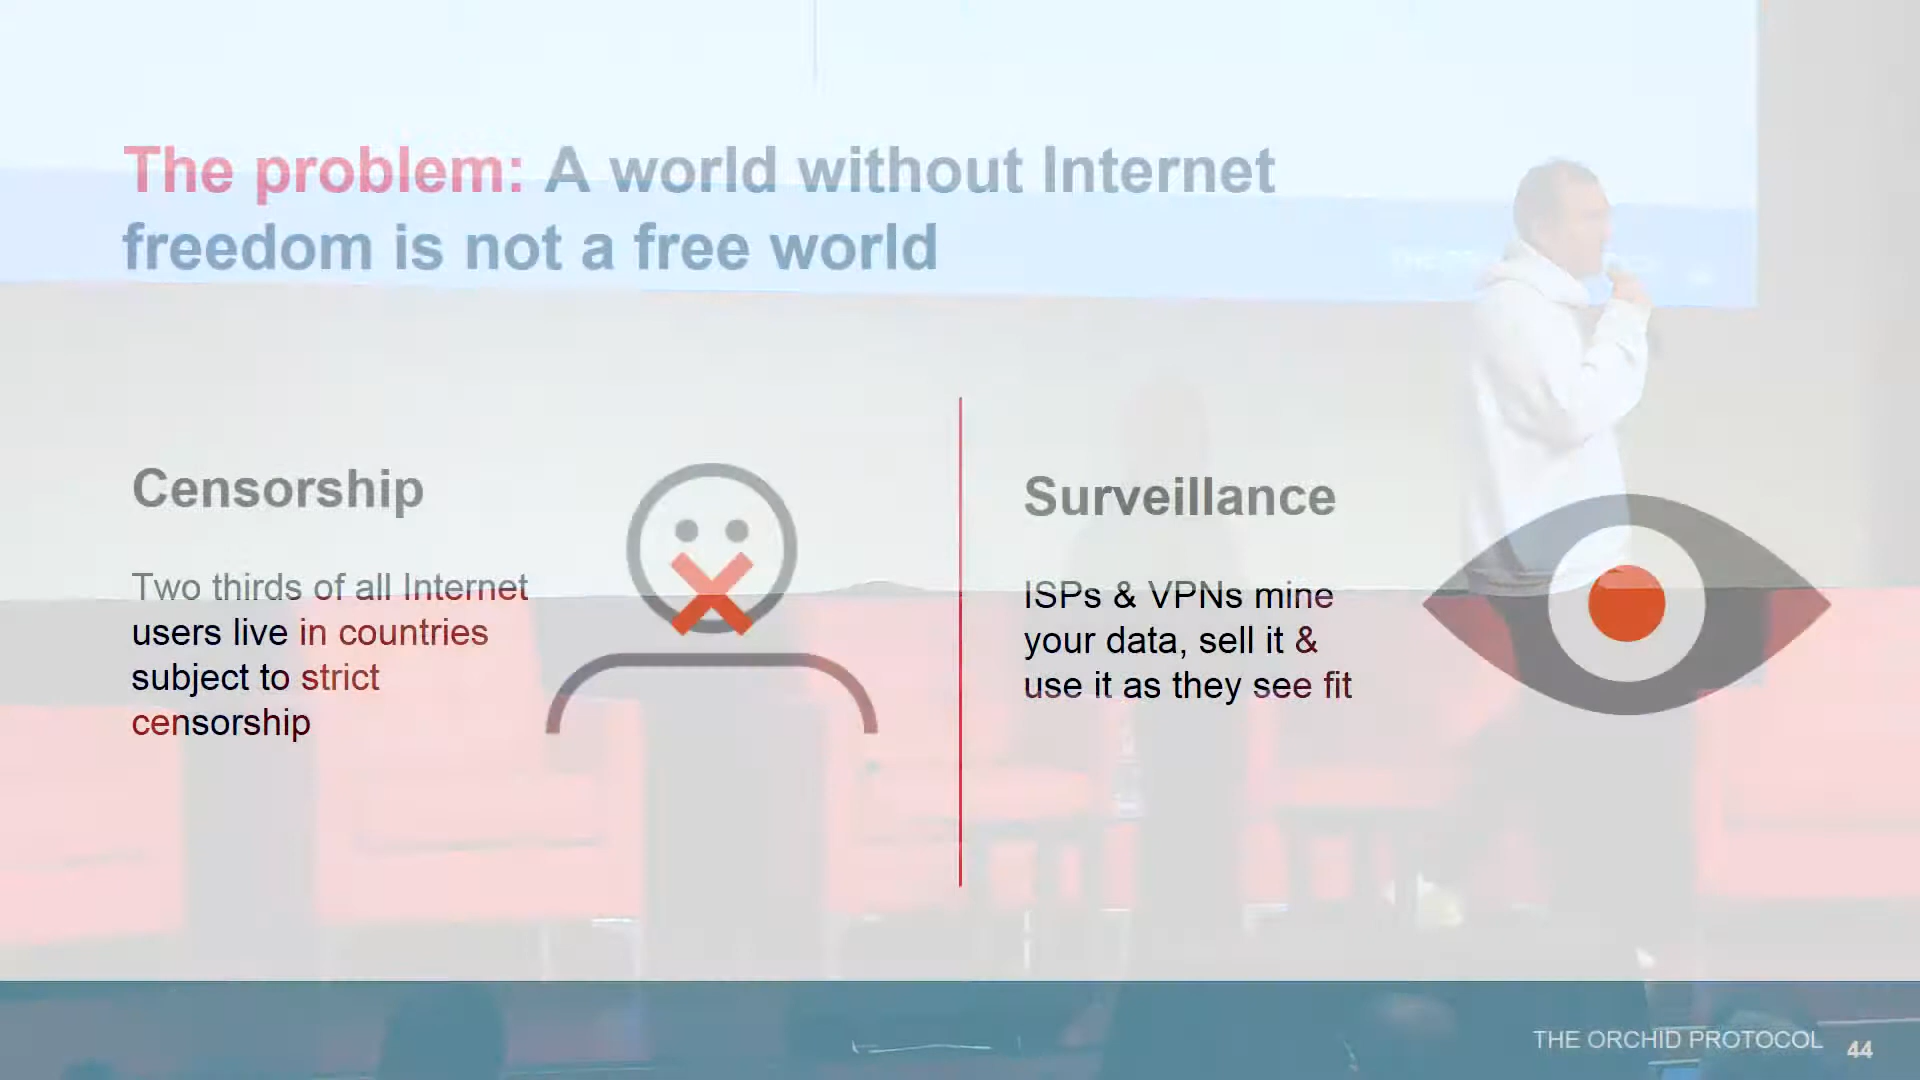 The problem: A world without Internet
freedom is not a free world
Censorship
Two thirds of all Internet
users live in countries
subject to strict
censorship
Surveillance
ISPs & VPNs mine
your data, sell it &
use it as they see fit
THE ORCHID PROTOCOL
44